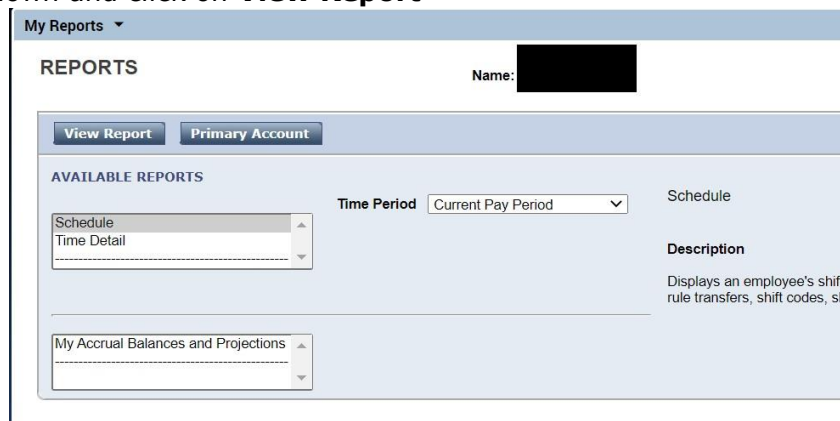 My Reports
REPORTS
Name:
View Report Primary Account
AVAILABLE REPORTS
Time Period Current Pay Period
Schedule
Schedule
Time Detail
------------------------------------------------
Description
Displays an employee's
rule transfers, shift codes,
My Accrual Balances and Projections
------------------------------------------------